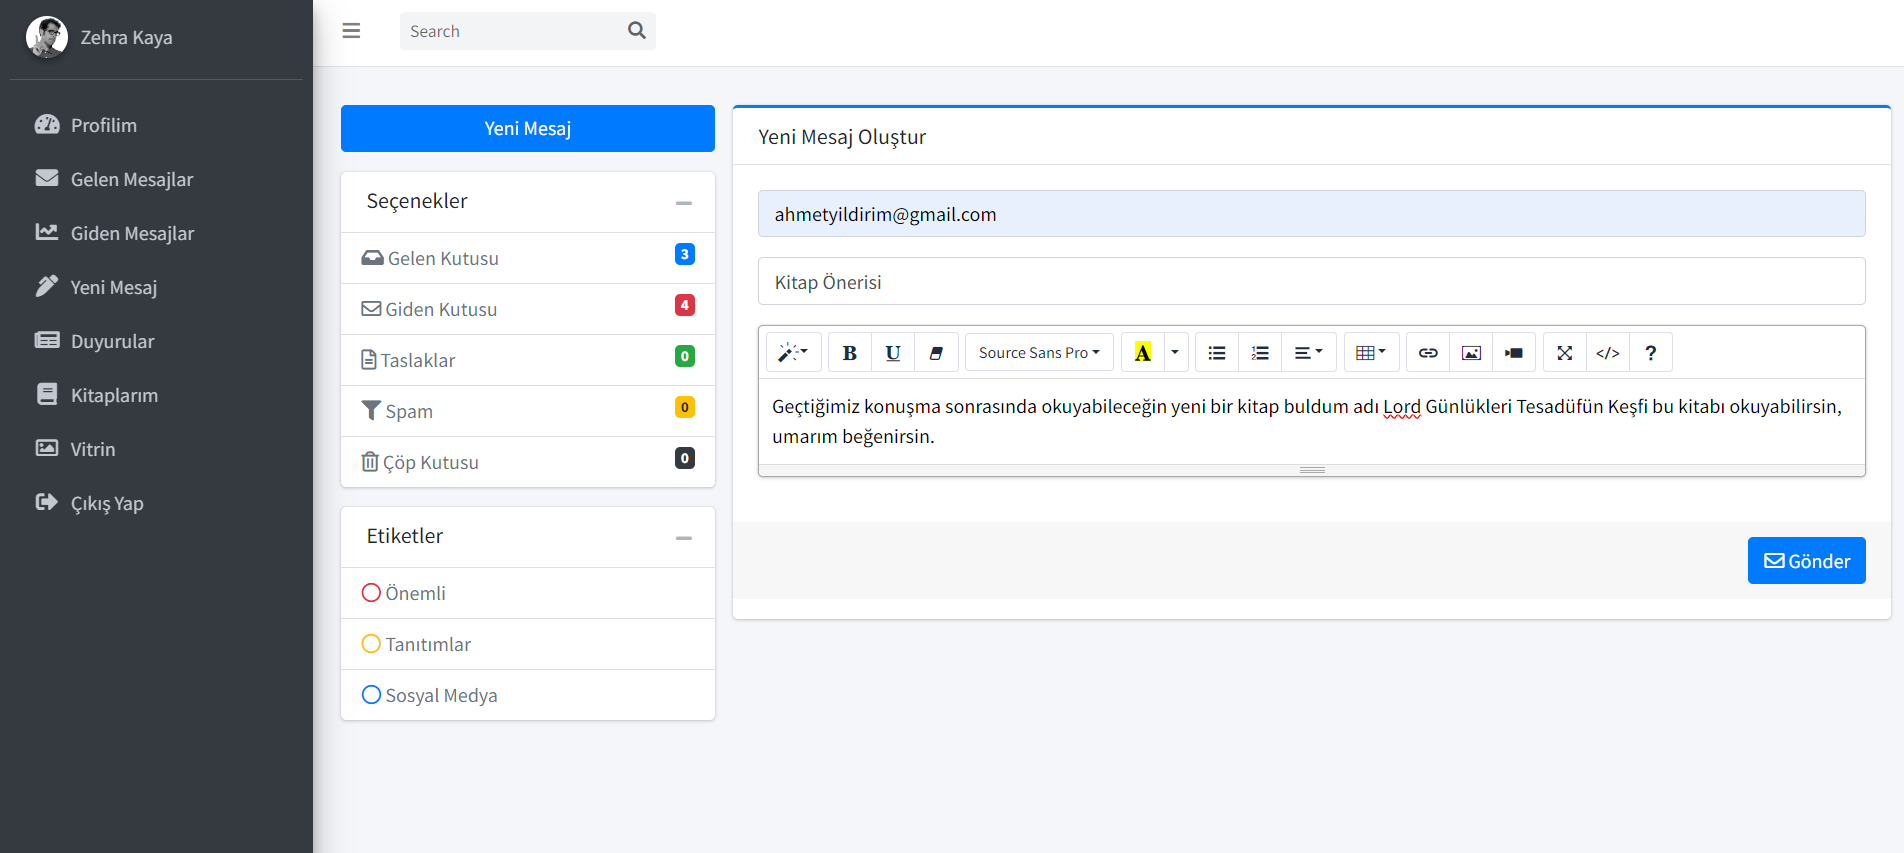 Zehra Kaya
Profilim
Gelen Mesajlar
Giden Mesajlar
Yeni Mesaj
Duyurular
Kitaplarım
Vitrin
Çıkış Yap
Search
Yeni Mesaj
Seçenekler
Gelen Kutusu 3
Giden Kutusu 4
Taslaklar 0
Spam 0
Çöp Kutusu 0
Etiketler
Önemli
Tanıtımlar
Sosyal Medya
Yeni Mesaj Oluştur
ahmetyildirim@gmail.com
Kitap Önerisi
B U Source Sans Pro A </> ?
Geçtiğimiz konuşma sonrasında okuyabileceğin yeni bir kitap buldum adı Lord Günlükleri Tesadüfün Keşfi bu kitabı okuyabilirsin,
umarım beğenirsin.
Gönder